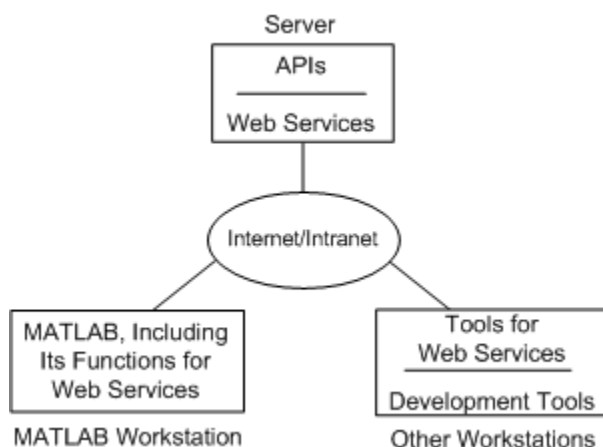 Server
APIs
Web Services
Internet/Intranet
MATLAB, Including
Its Functions for
Web Services
MATLAB Workstation
Tools for
Web Services
Development Tools
Other Workstations